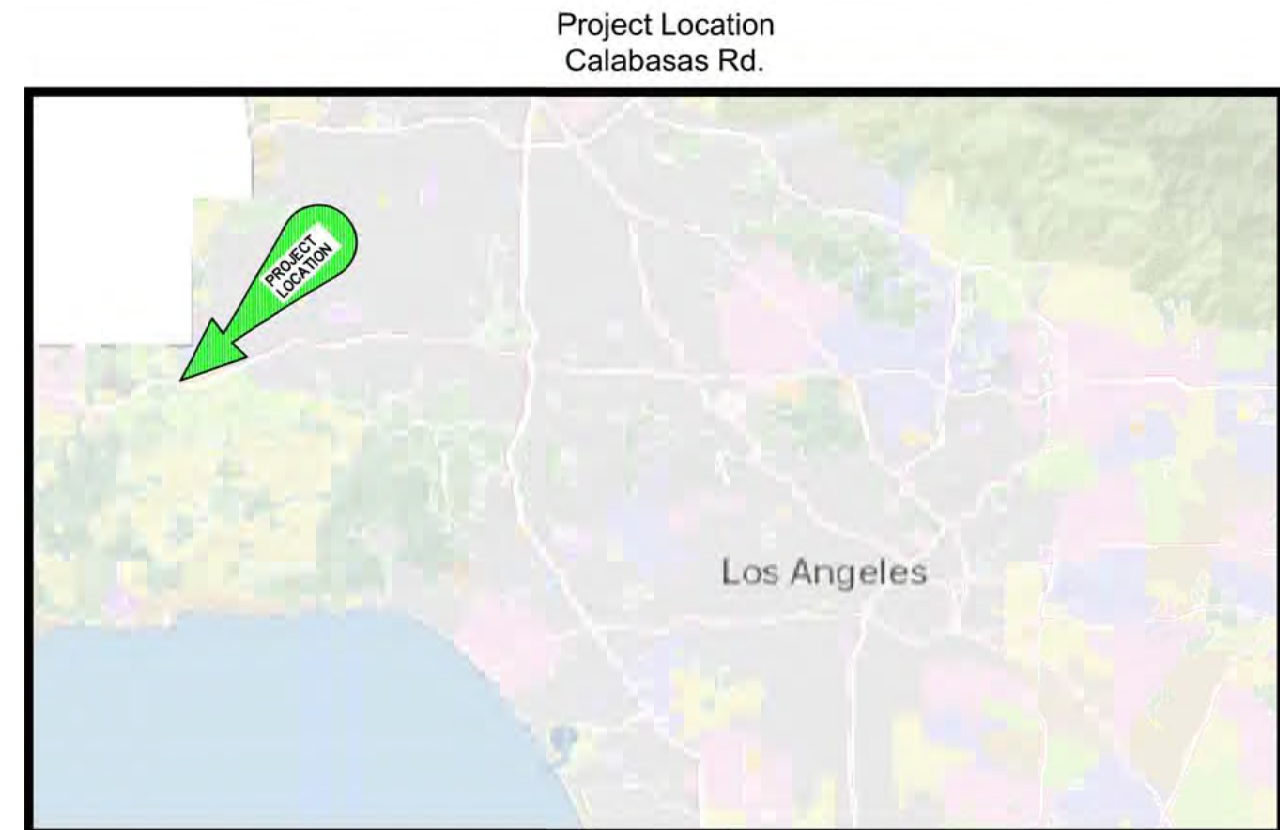 Project Location
Calabasas Rd.
PROJECT
LOCATION
Los Angeles